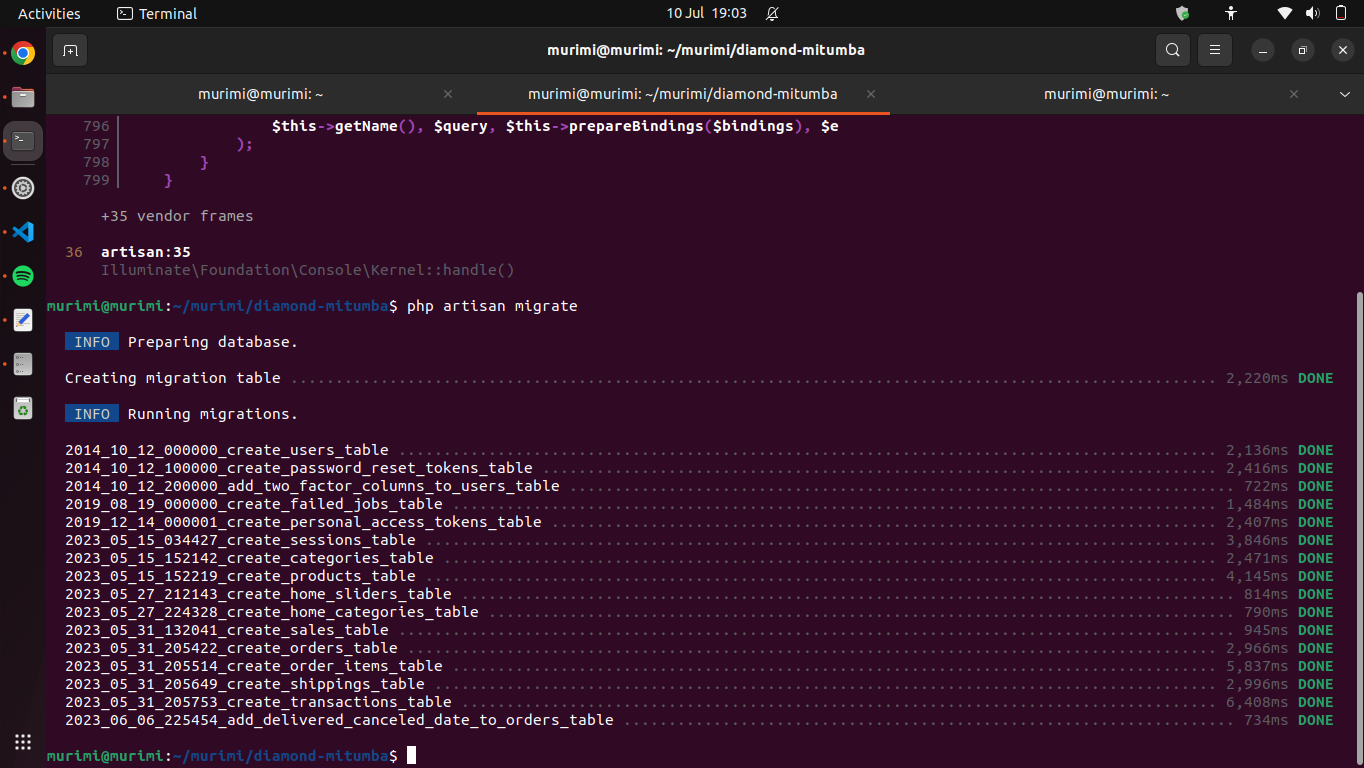 Activities
Terminal
10 Jul 19:03
murimi@murimi: ~/murimi/diamond-mitumba
murimi@murimi: ~
murimi@murimi: ~/murimi/diamond-mitumba
murimi@murimi: ~
796 $this->getName(), $query, $this->prepareBindings($bindings), $e
797 );
798 }
799 }
+35 vendor frames
36 artisan:35
Illuminate\Foundation\Console\Kernel::handle()
murimi@murimi:~/murimi/diamond-mitumba$ php artisan migrate
INFO Preparing database.
Creating migration table ........ 2,220ms DONE
INFO Running migrations.
2014_10_12_000000_create_users_table ........ 2,136ms DONE
2014_10_12_100000_create_password_reset_tokens_table ........ 2,416ms DONE
2014_10_12_200000_add_two_factor_columns_to_users_table ........ 722ms DONE
2019_08_19_000000_create_failed_jobs_table ........ 1,484ms DONE
2019_12_14_000001_create_personal_access_tokens_table ........ 2,407ms DONE
2023_05_15_034427_create_sessions_table ........ 3,846ms DONE
2023_05_15_152142_create_categories_table ........ 2,471ms DONE
2023_05_15_152219_create_products_table ........ 4,145ms DONE
2023_05_27_212143_create_home_sliders_table ........ 814ms DONE
2023_05_27_224328_create_home_categories_table ........ 790ms DONE
2023_05_31_132041_create_sales_table ........ 945ms DONE
2023_05_31_205422_create_orders_table ........ 2,966ms DONE
2023_05_31_205514_create_order_items_table ........ 5,837ms DONE
2023_05_31_205649_create_shippings_table ........ 2,996ms DONE
2023_05_31_205753_create_transactions_table ........ 6,408ms DONE
2023_06_06_225454_add_delivered_canceled_date_to_orders_table ........ 734ms DONE
murimi@murimi:~/murimi/diamond-mitumba$